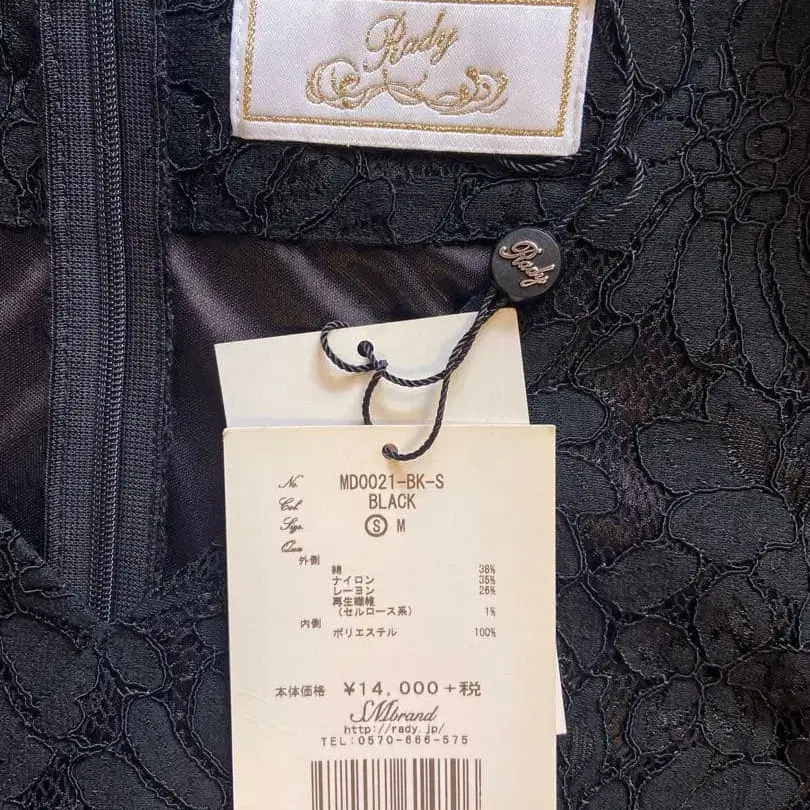 Rady
Rady
No. MD0021-BK-S
Col BLACK
Sys. S M
Qua
外側
綿 38%
ナイロン 35%
レーヨン 26%
再生繊維
(セルロース系) 1%
内側
ポリエステル 100%
本体価格 ¥14,000+税
SMbrand
http://rady.jp/
TEL:0570-666-575